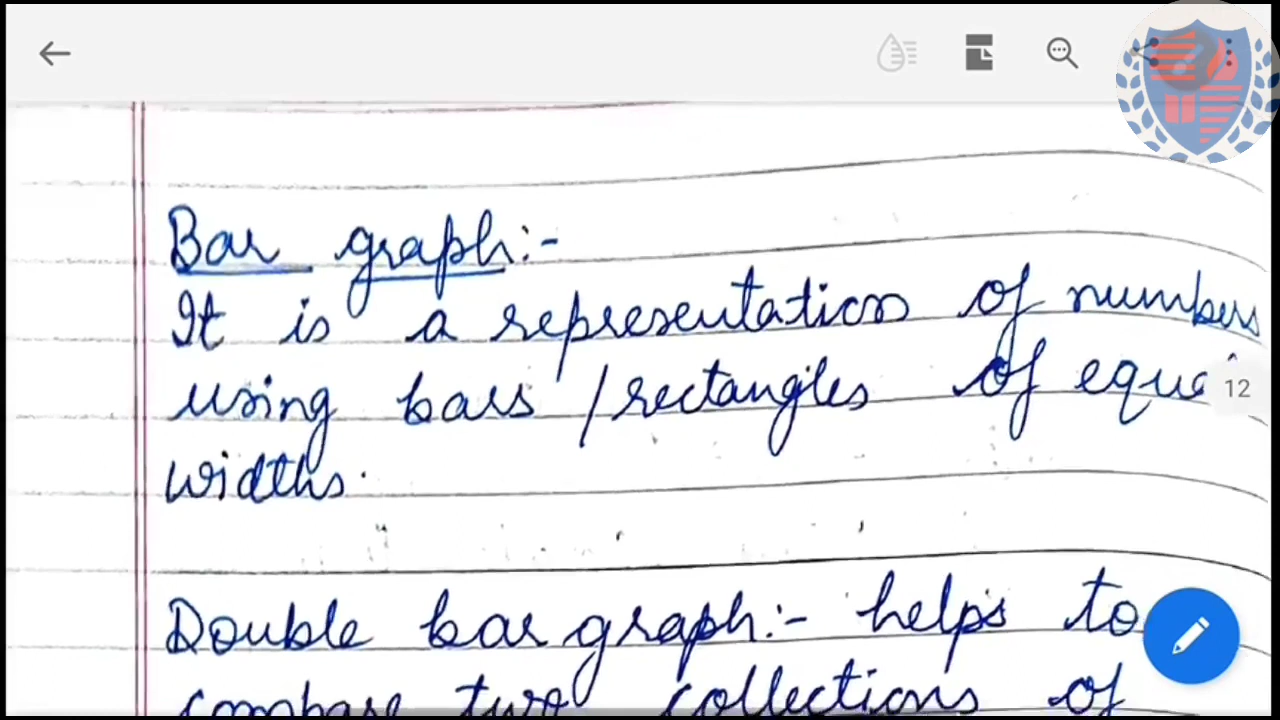 Bar graph:-
It is a representation of numbers
using bars /rectangles of equa
12
widths.
Double bar graph:- helps to
compare two collections of